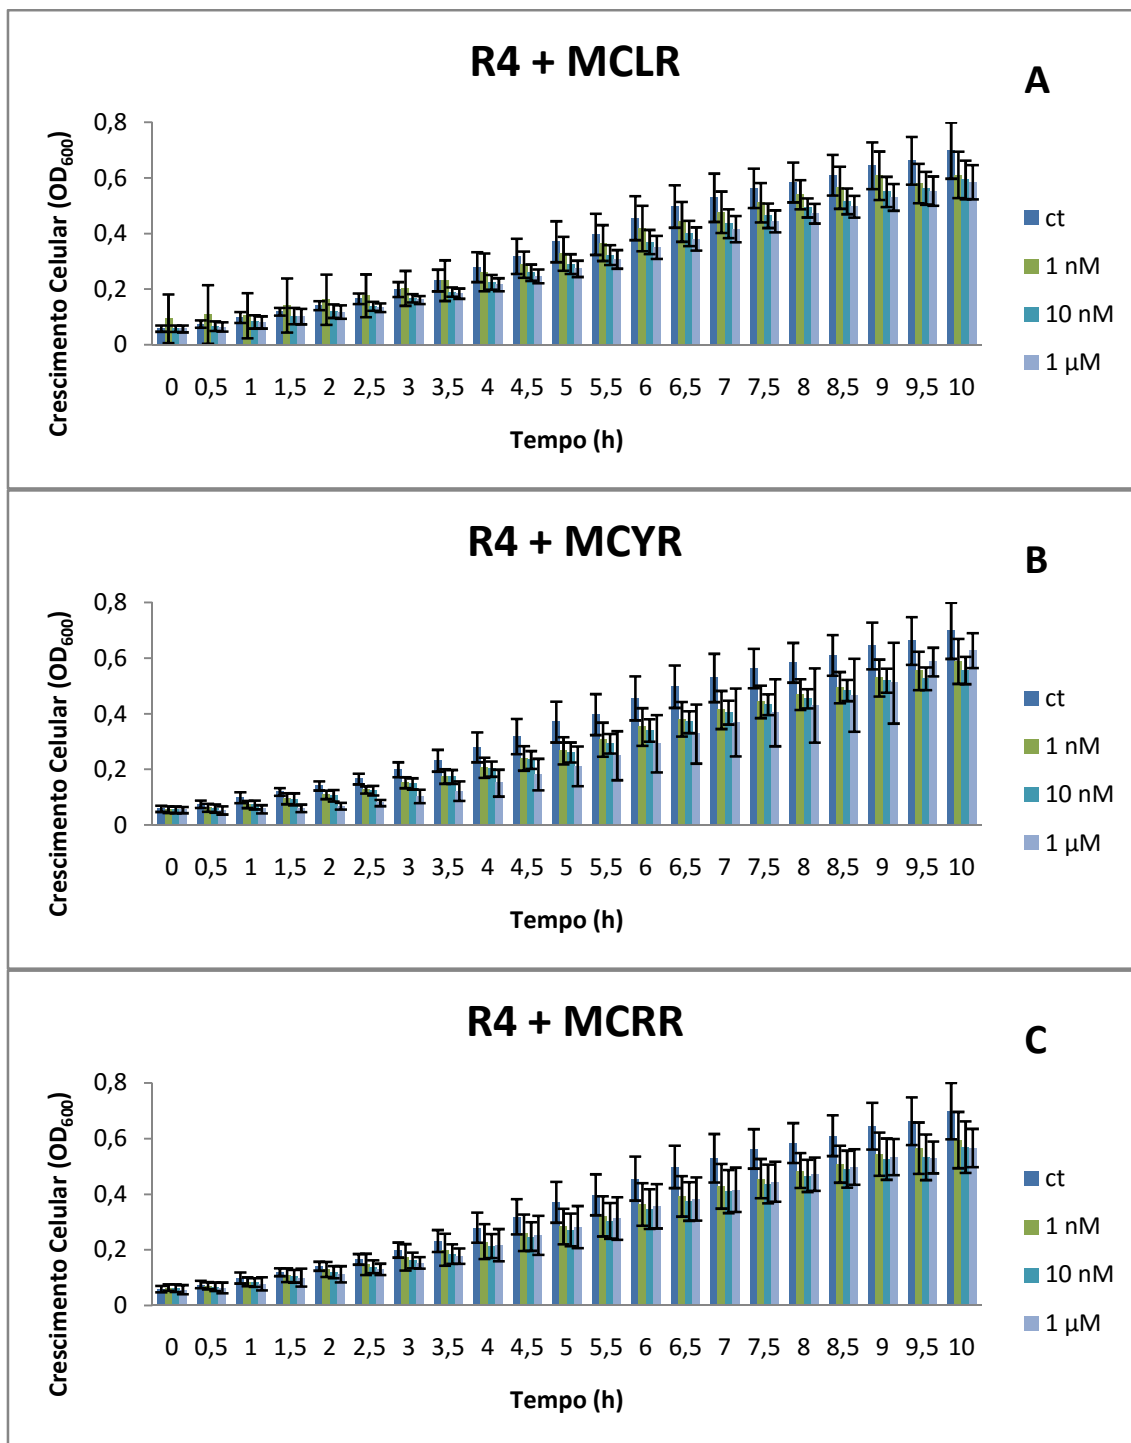 R4 + MCLR
A
Crescimento Celular (OD600)
0,8
0,6
0,4
0,2
0
0 0,5 1 1,5 2 2,5 3 3,5 4 4,5 5 5,5 6 6,5 7 7,5 8 8,5 9 9,5 10
Tempo (h)
ct
1 nM
10 nM
1 µM
R4 + MCYR
B
Crescimento Celular (OD600)
0,8
0,6
0,4
0,2
0
0 0,5 1 1,5 2 2,5 3 3,5 4 4,5 5 5,5 6 6,5 7 7,5 8 8,5 9 9,5 10
Tempo (h)
ct
1 nM
10 nM
1 µM
R4 + MCRR
C
Crescimento Celular (OD600)
0,8
0,6
0,4
0,2
0
0 0,5 1 1,5 2 2,5 3 3,5 4 4,5 5 5,5 6 6,5 7 7,5 8 8,5 9 9,5 10
Tempo (h)
ct
1 nM
10 nM
1 µM